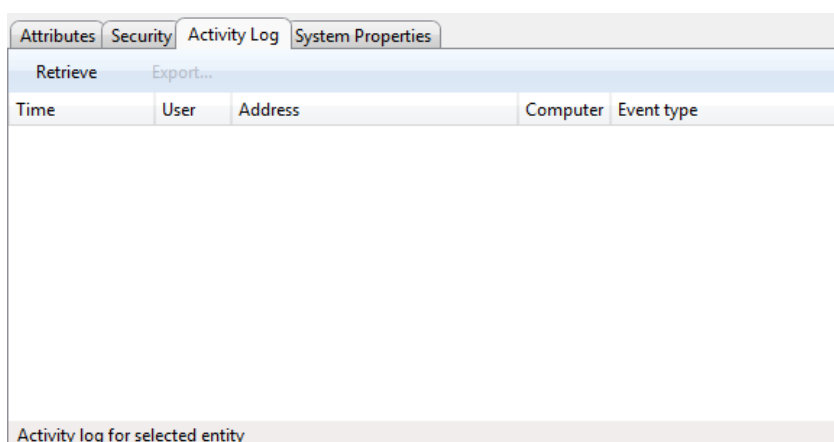 Attributes Security Activity Log System Properties
Retrieve Export...
Time User Address Computer Event type
Activity log for selected entity